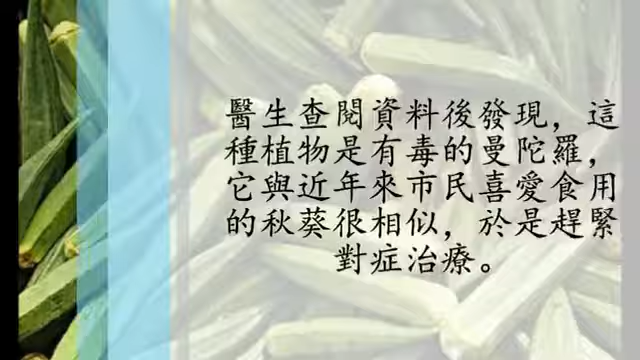 醫生查閱資料後發現，這
種植物是有毒的曼陀羅，
它與近年來市民喜愛食用
的秋葵很相似，於是趕緊
對症治療。